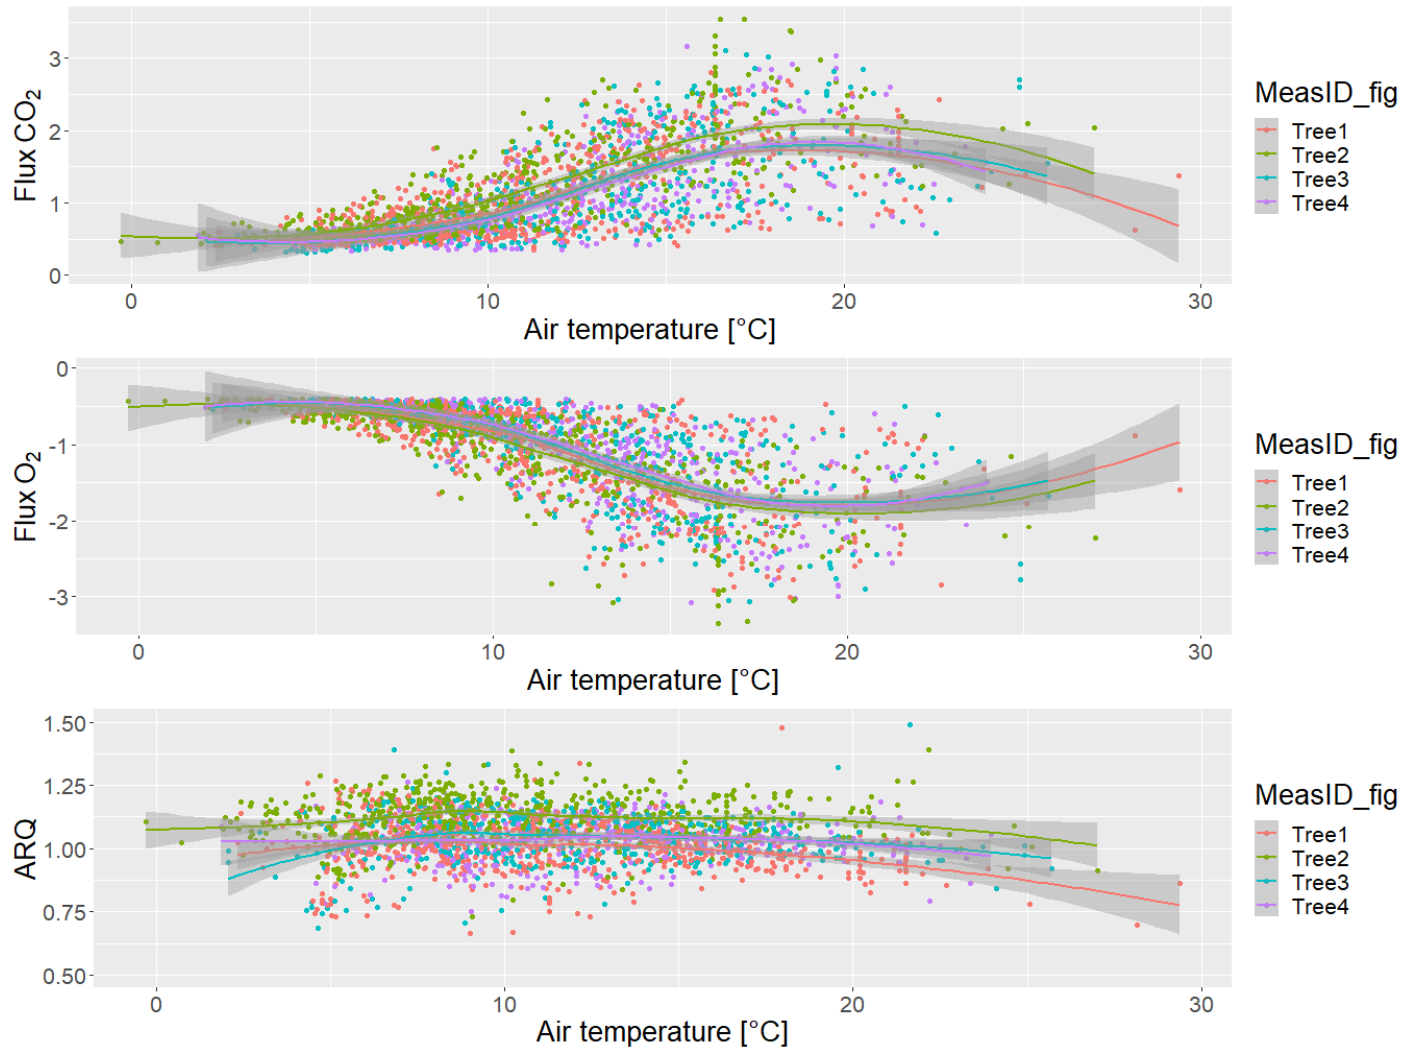 3
2
1
0
Flux CO₂
0
10
20
30
Air temperature [°C]
MeasID_fig
Tree1
Tree2
Tree3
Tree4
0
-1
-2
-3
Flux O₂
0
10
20
30
Air temperature [°C]
MeasID_fig
Tree1
Tree2
Tree3
Tree4
1.50
1.25
1.00
0.75
0.50
ARQ
0
10
20
30
Air temperature [°C]
MeasID_fig
Tree1
Tree2
Tree3
Tree4